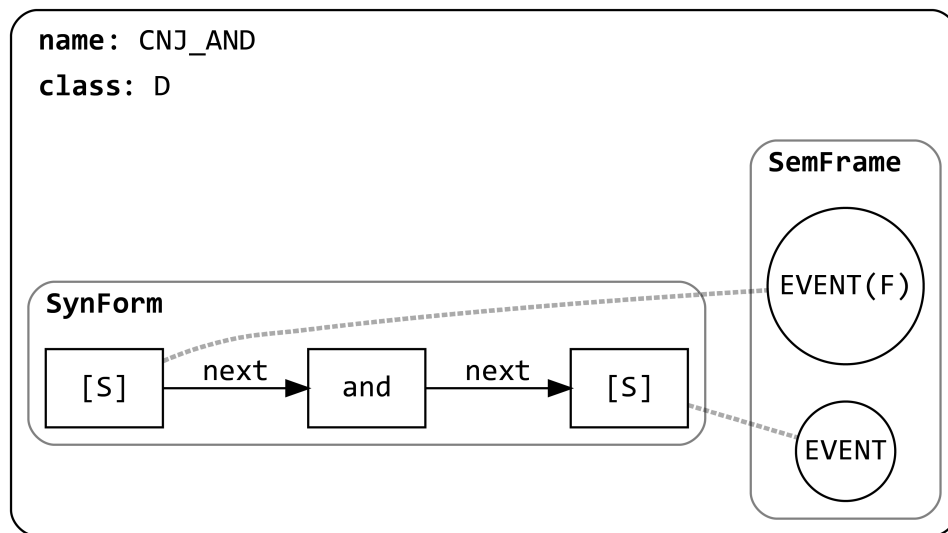 name: CNJ_AND
class: D
SemFrame
EVENT(F)
SynForm
[S] next and next [S]
EVENT